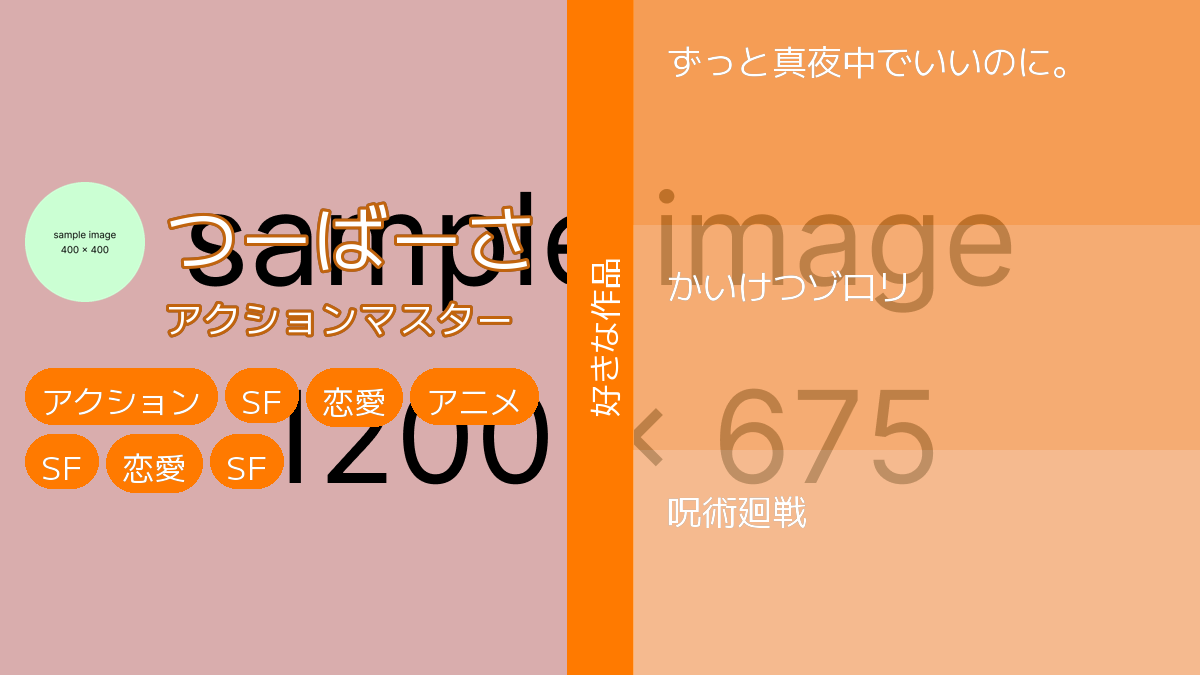 sample image
1200 × 675
sample image
400 × 400
つーばーさ
アクションマスター
アクション SF 恋愛 アニメ
SF 恋愛 SF
好きな作品
ずっと真夜中でいいのに。
かいけつゾロリ
呪術廻戦